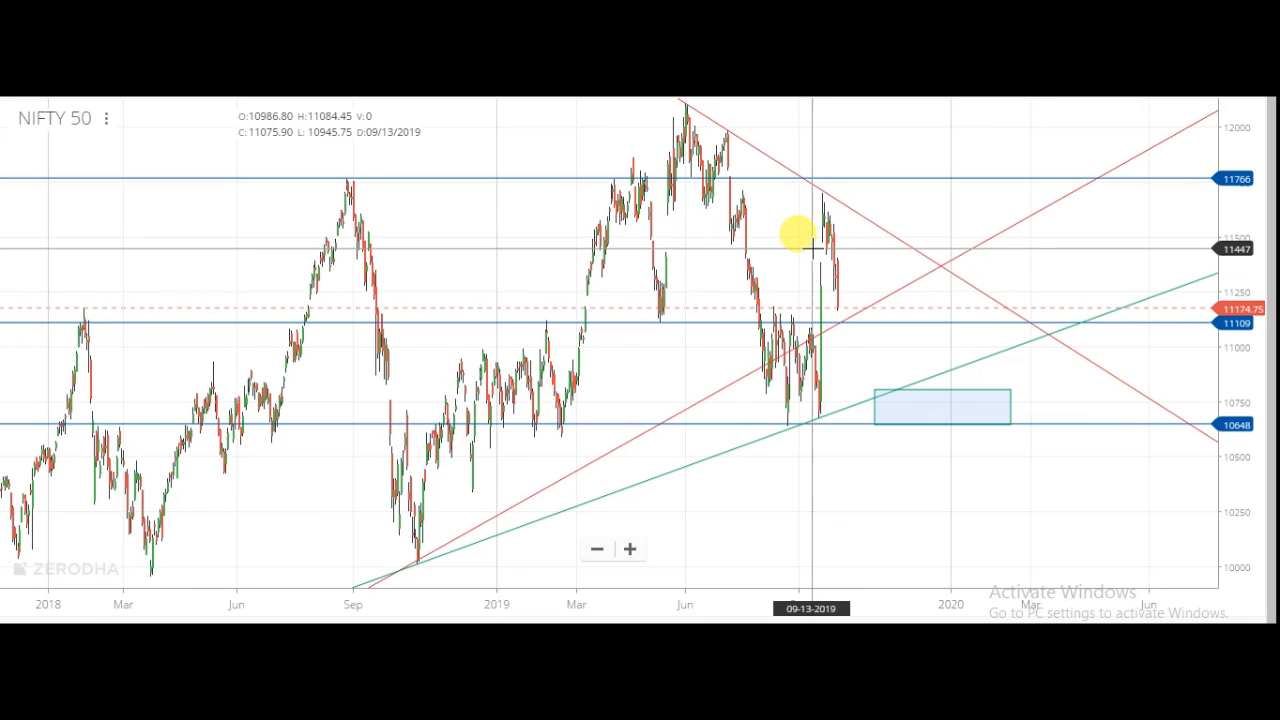 NIFTY 50
O:10986.80 H:11084.45 V:0
C:11075.90 L: 10945.75 D:09/13/2019
12000
11766
11500
11447
11250
11174.75
11109
11000
10750
10648
10500
10250
10000
ZERODHA
Activate Windows
Go to PC settings to activate Windows.
2018 Mar Jun Sep 2019 Mar Jun 2020 Mar Jun
09-13-2019